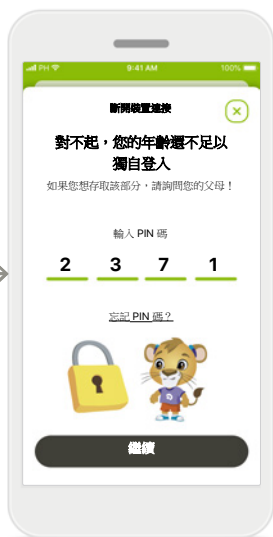 PH 9:41 AM 100%
斷開裝置連接
對不起，您的年齡還不足以
獨自登入
如果您想存取該部分，請詢問您的父母！
輸入 PIN 碼
2 3 7 1
忘記 PIN 碼？
繼續